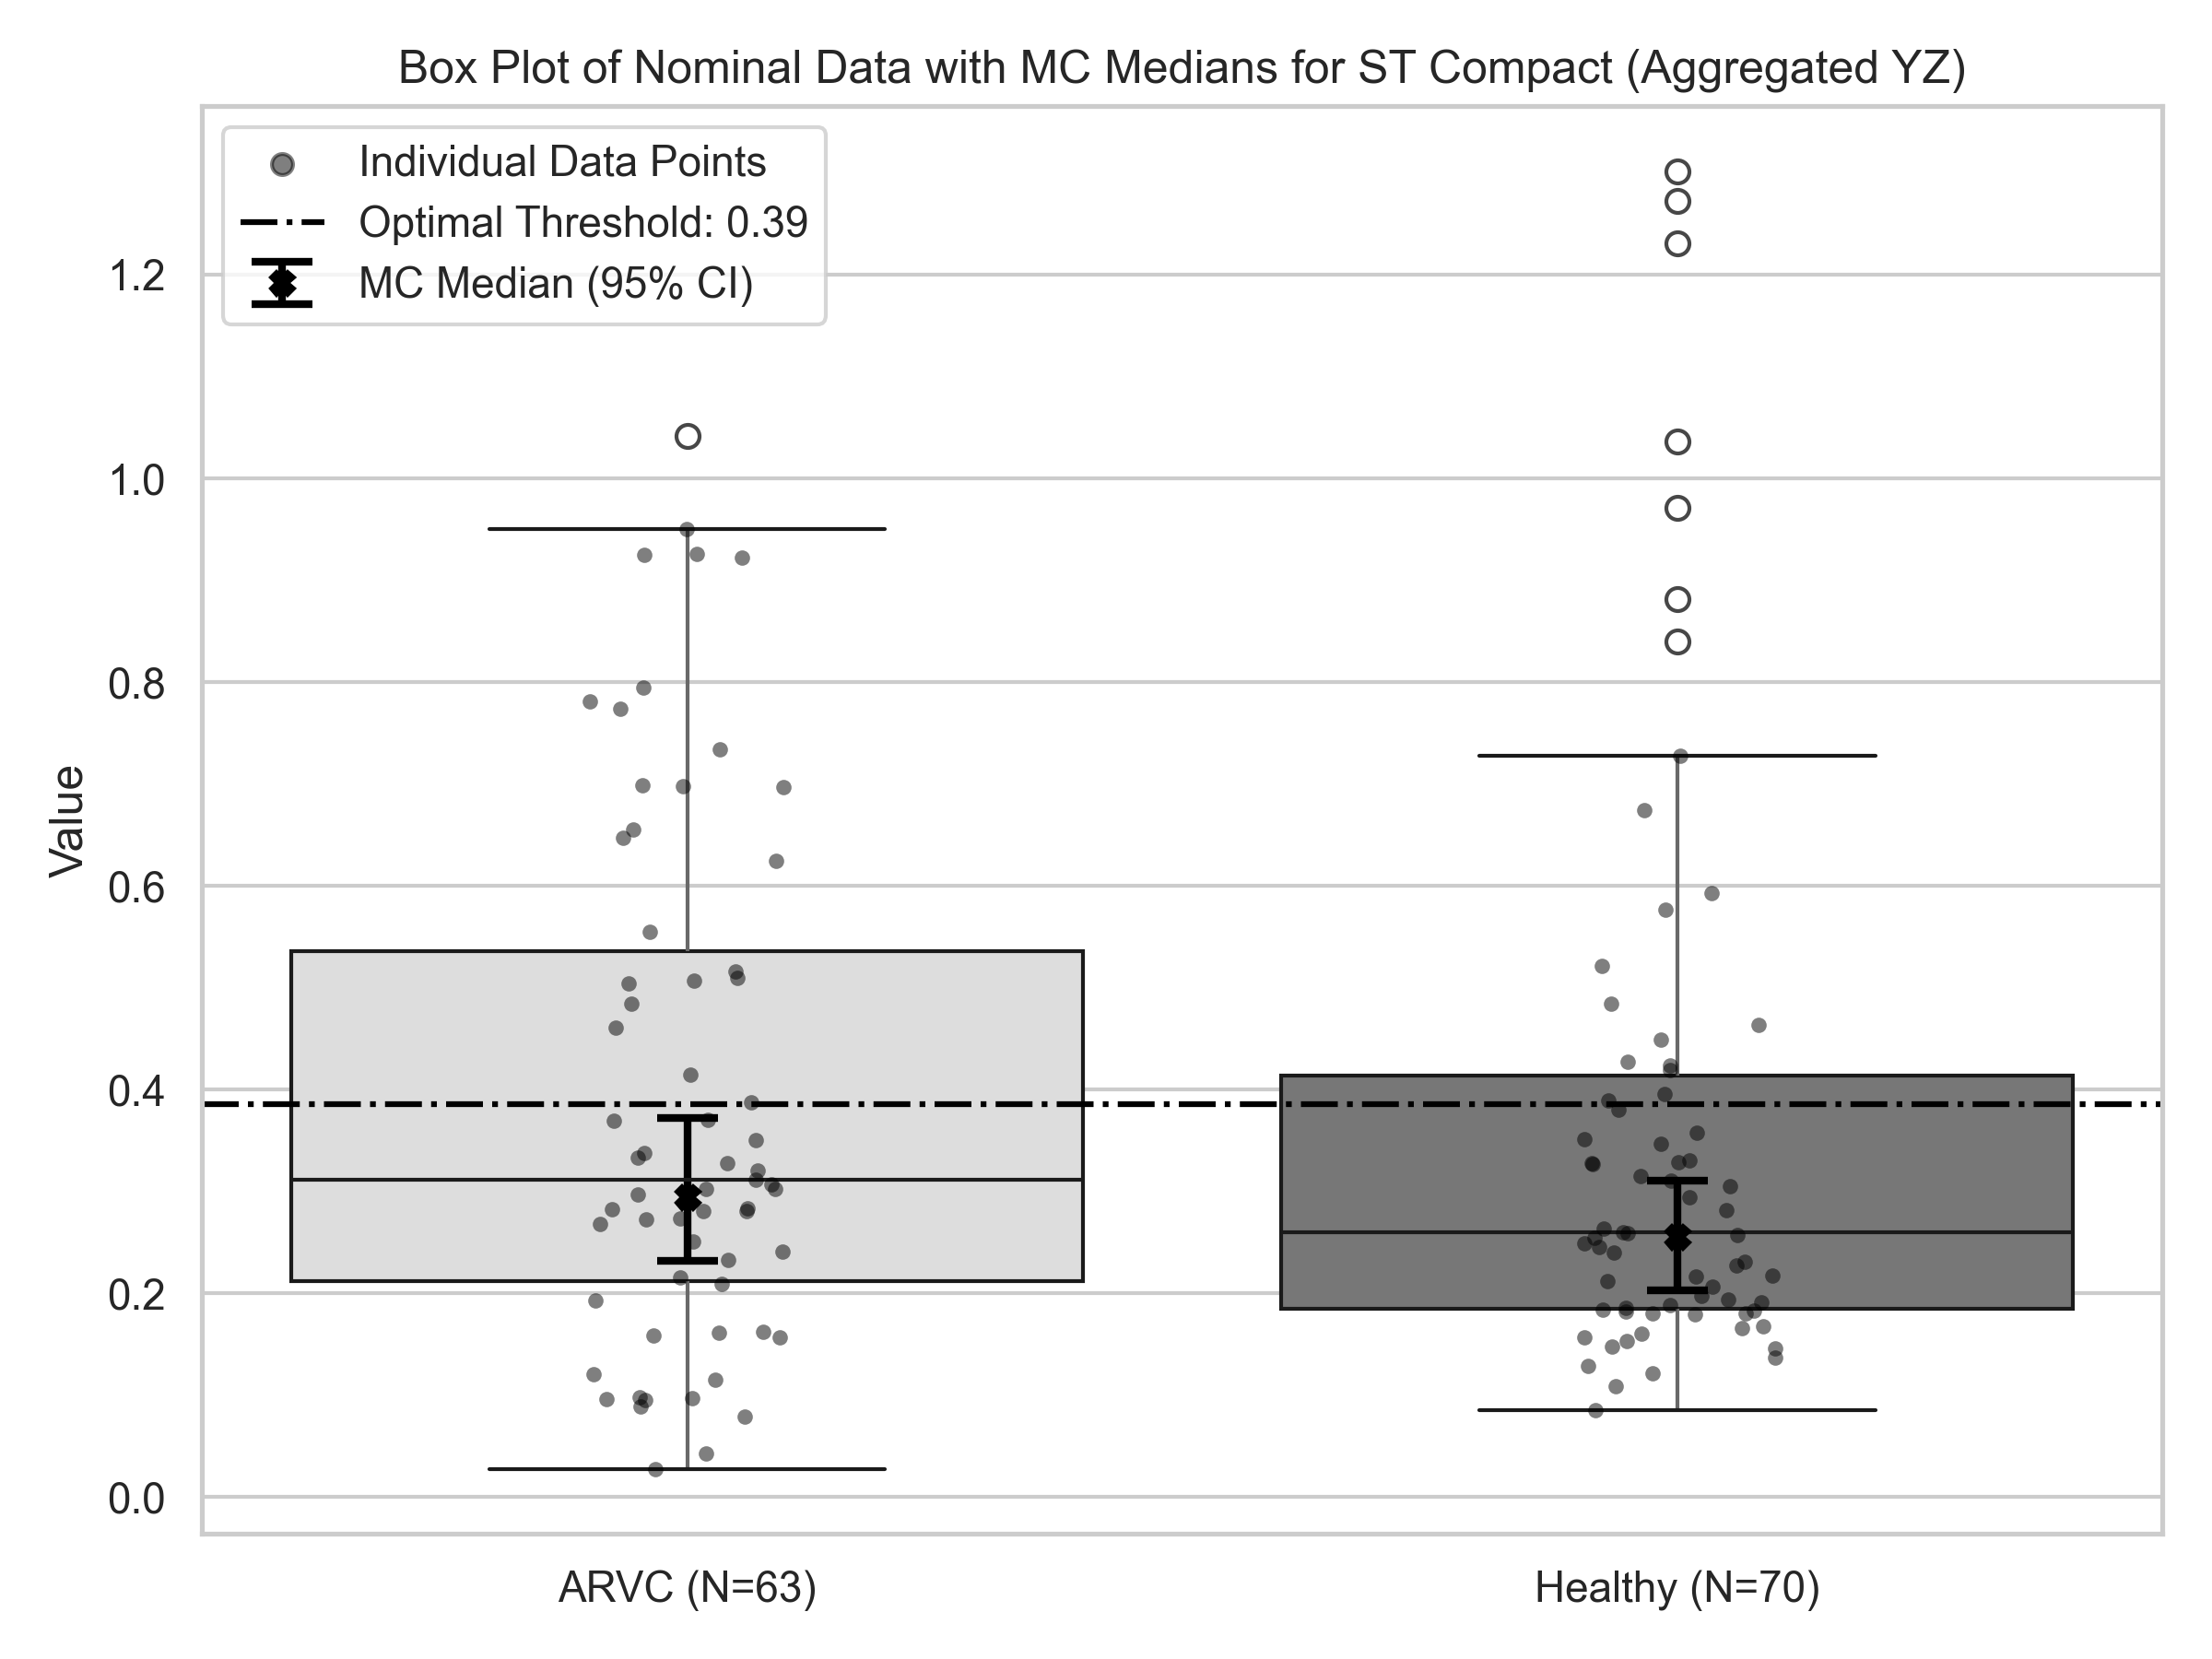 Box Plot of Nominal Data with MC Medians for ST Compact (Aggregated YZ)
Individual Data Points
Optimal Threshold: 0.39
MC Median (95% CI)
1.2
1.0
0.8
0.6
0.4
0.2
0.0
Value
ARVC (N=63)
Healthy (N=70)